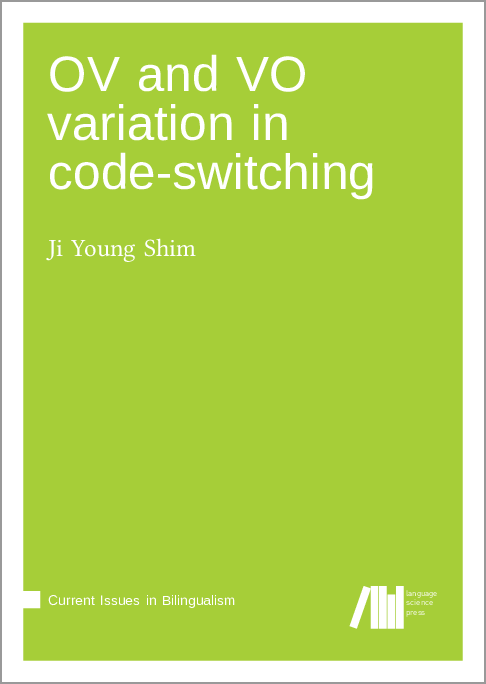 OV and VO
variation in
code-switching
Ji Young Shim
Current Issues in Bilingualism
language
science
press